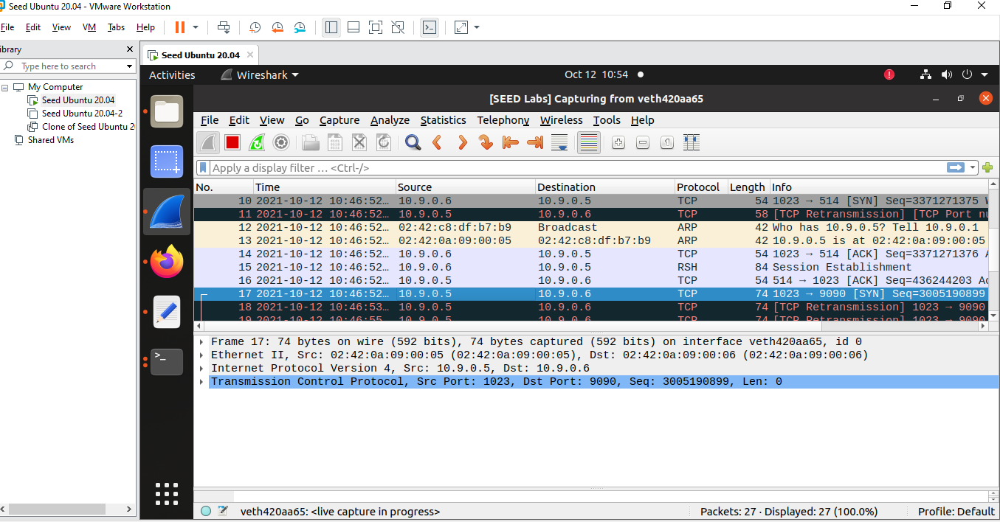 Seed Ubuntu 20.04 - VMware Workstation
File Edit View VM Tabs Help
ibrary
Type here to search
My Computer
Seed Ubuntu 20.04
Seed Ubuntu 20.04-2
Clone of Seed Ubuntu 2
Shared VMs
Seed Ubuntu 20.04
Activities Wireshark Oct 12 10:54
[SEED Labs] Capturing from veth420aa65
File Edit View Go Capture Analyze Statistics Telephony Wireless Tools Help
Apply a display filter … <Ctrl-/>
No. Time Source Destination Protocol Length Info
10 2021-10-12 10:46:52… 10.9.0.6 10.9.0.5 TCP 54 1023 → 514 [SYN] Seq=3371271375 W
11 2021-10-12 10:46:52… 10.9.0.5 10.9.0.6 TCP 58 [TCP Retransmission] [TCP Port nu
12 2021-10-12 10:46:52… 02:42:c8:df:b7:b9 Broadcast ARP 42 Who has 10.9.0.5? Tell 10.9.0.1
13 2021-10-12 10:46:52… 02:42:0a:09:00:05 02:42:c8:df:b7:b9 ARP 42 10.9.0.5 is at 02:42:0a:09:00:05
14 2021-10-12 10:46:52… 10.9.0.6 10.9.0.5 TCP 54 1023 → 514 [ACK] Seq=3371271376 A
15 2021-10-12 10:46:52… 10.9.0.6 10.9.0.5 RSH 84 Session Establishment
16 2021-10-12 10:46:52… 10.9.0.5 10.9.0.6 TCP 54 514 → 1023 [ACK] Seq=436244203 Ac
17 2021-10-12 10:46:52… 10.9.0.5 10.9.0.6 TCP 74 1023 → 9090 [SYN] Seq=3005190899
18 2021-10-12 10:46:53… 10.9.0.5 10.9.0.6 TCP 74 [TCP Retransmission] 1023 → 9090
19 2021-10-12 10:46:55… 10.9.0.5 10.9.0.6 TCP 74 [TCP Retransmission] 1023 → 9090
Frame 17: 74 bytes on wire (592 bits), 74 bytes captured (592 bits) on interface veth420aa65, id 0
Ethernet II, Src: 02:42:0a:09:00:05 (02:42:0a:09:00:05), Dst: 02:42:0a:09:00:06 (02:42:0a:09:00:06)
Internet Protocol Version 4, Src: 10.9.0.5, Dst: 10.9.0.6
Transmission Control Protocol, Src Port: 1023, Dst Port: 9090, Seq: 3005190899, Len: 0
veth420aa65: <live capture in progress> Packets: 27 · Displayed: 27 (100.0%) Profile: Default